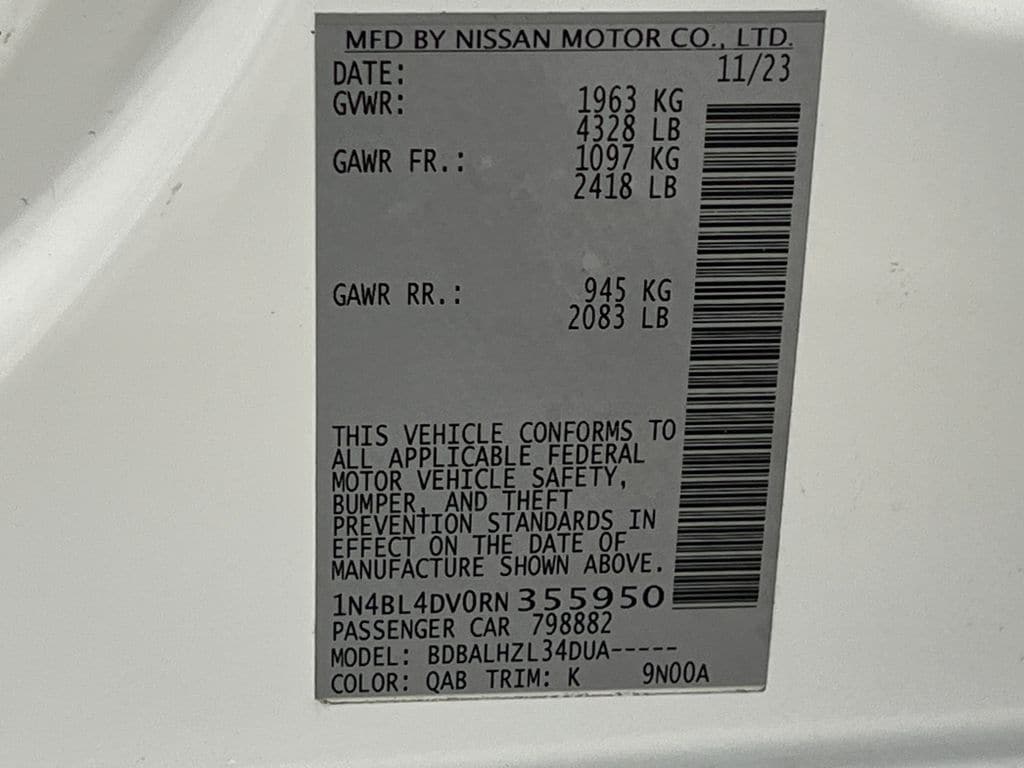 MFD BY NISSAN MOTOR CO., LTD.
DATE: 11/23
GVWR: 1963 KG
4328 LB
GAWR FR.: 1097 KG
2418 LB
GAWR RR.: 945 KG
2083 LB
THIS VEHICLE CONFORMS TO
ALL APPLICABLE FEDERAL
MOTOR VEHICLE SAFETY,
BUMPER, AND THEFT
PREVENTION STANDARDS IN
EFFECT ON THE DATE OF
MANUFACTURE SHOWN ABOVE.
1N4BL4DV0RN 355950
PASSENGER CAR 798882
MODEL: BDBALHZL34DUA-----
COLOR: QAB TRIM: K 9N00A